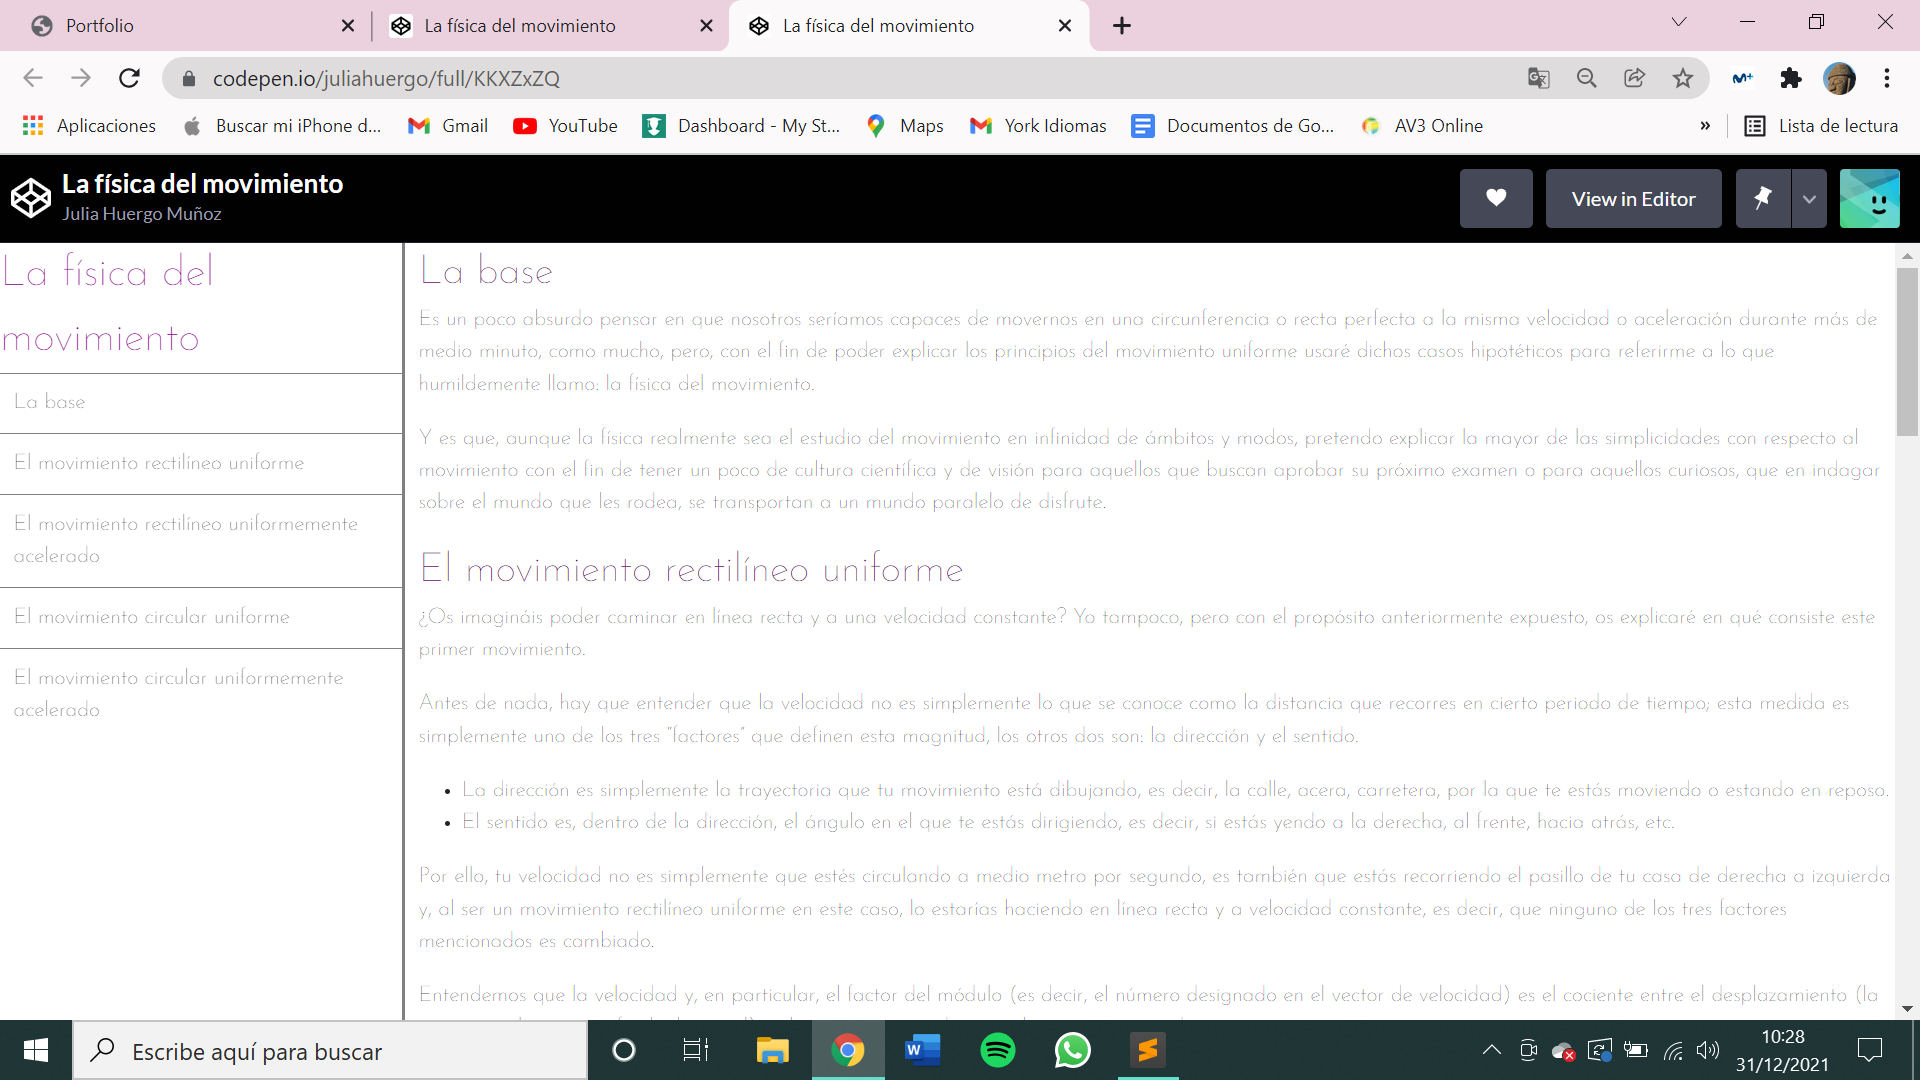 Portfolio
La física del movimiento
La física del movimiento
codepen.io/juliahuergo/full/KKXZxZQ
Aplicaciones
Buscar mi iPhone d...
Gmail
YouTube
Dashboard - My St...
Maps
York Idiomas
Documentos de Go...
AV3 Online
»
Lista de lectura
La física del movimiento
Julia Huergo Muñoz
View in Editor
La física del
movimiento
La base
El movimiento rectilíneo uniforme
El movimiento rectilíneo uniformemente
acelerado
El movimiento circular uniforme
El movimiento circular uniformemente
acelerado
La base
Es un poco absurdo pensar en que nosotros seríamos capaces de movernos en una circunferencia o recta perfecta a la misma velocidad o aceleración durante más de
medio minuto, como mucho, pero, con el fin de poder explicar los principios del movimiento uniforme usaré dichos casos hipotéticos para referirme a lo que
humildemente llamo: la física del movimiento.
Y es que, aunque la física realmente sea el estudio del movimiento en infinidad de ámbitos y modos, pretendo explicar la mayor de las simplicidades con respecto al
movimiento con el fin de tener un poco de cultura científica y de visión para aquellos que buscan aprobar su próximo examen o para aquellos curiosos, que en indagar
sobre el mundo que les rodea, se transportan a un mundo paralelo de disfrute.
El movimiento rectilíneo uniforme
¿Os imagináis poder caminar en línea recta y a una velocidad constante? Yo tampoco, pero con el propósito anteriormente expuesto, os explicaré en qué consiste este
primer movimiento.
Antes de nada, hay que entender que la velocidad no es simplemente lo que se conoce como la distancia que recorres en cierto periodo de tiempo; esta medida es
simplemente uno de los tres "factores" que definen esta magnitud, los otros dos son: la dirección y el sentido.
• La dirección es simplemente la trayectoria que tu movimiento está dibujando, es decir, la calle, acera, carretera, por la que te estás moviendo o estando en reposo.
• El sentido es, dentro de la dirección, el ángulo en el que te estás dirigiendo, es decir, si estás yendo a la derecha, al frente, hacia atrás, etc.
Por ello, tu velocidad no es simplemente que estés circulando a medio metro por segundo, es también que estás recorriendo el pasillo de tu casa de derecha a izquierda
y, al ser un movimiento rectilíneo uniforme en este caso, lo estarías haciendo en línea recta y a velocidad constante, es decir, que ninguno de los tres factores
mencionados es cambiado.
Entendemos que la velocidad y, en particular, el factor del módulo (es decir, el número designado en el vector de velocidad) es el cociente entre el desplazamiento (la
Escribe aquí para buscar
10:28
31/12/2021